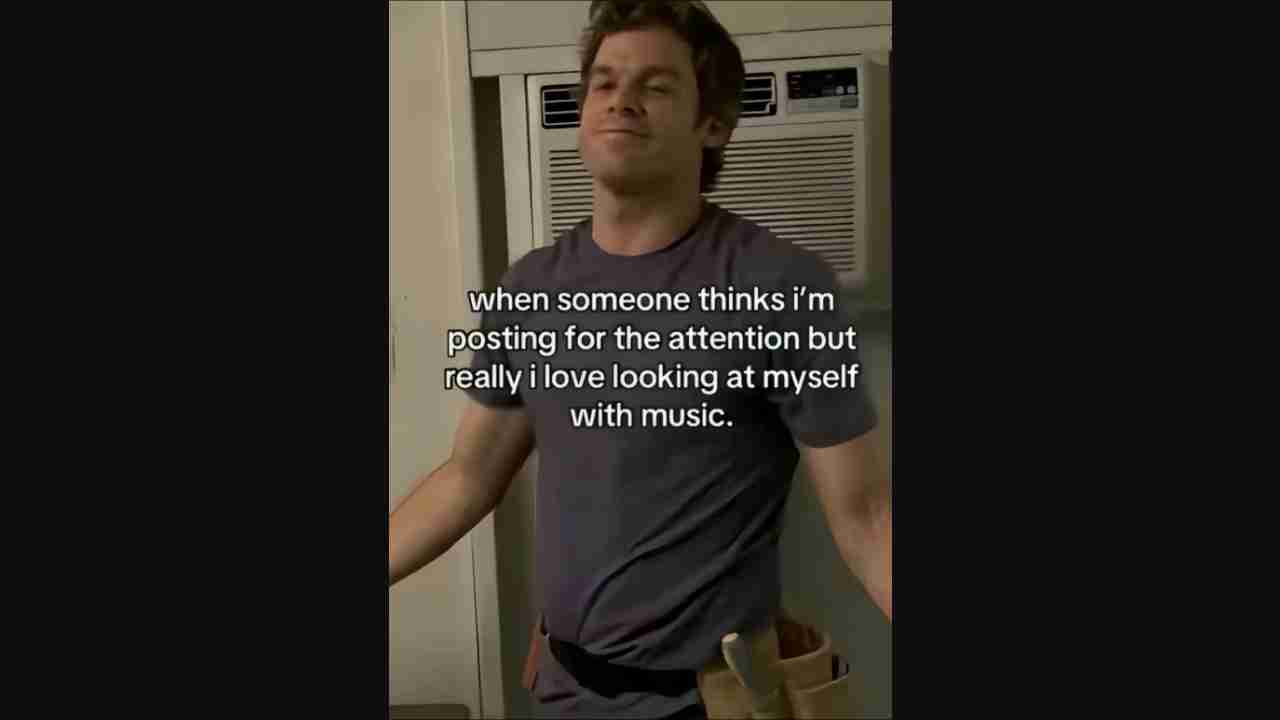 when someone thinks i’m
posting for the attention but
really i love looking at myself
with music.